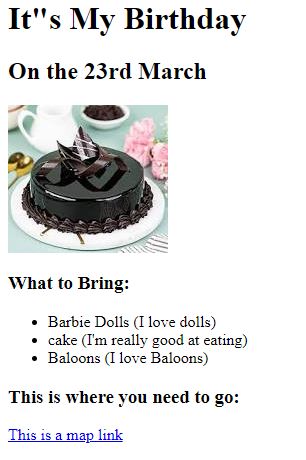 It"s My Birthday
On the 23rd March
What to Bring:
Barbie Dolls (I love dolls)
cake (I'm really good at eating)
Baloons (I love Baloons)
This is where you need to go:
This is a map link